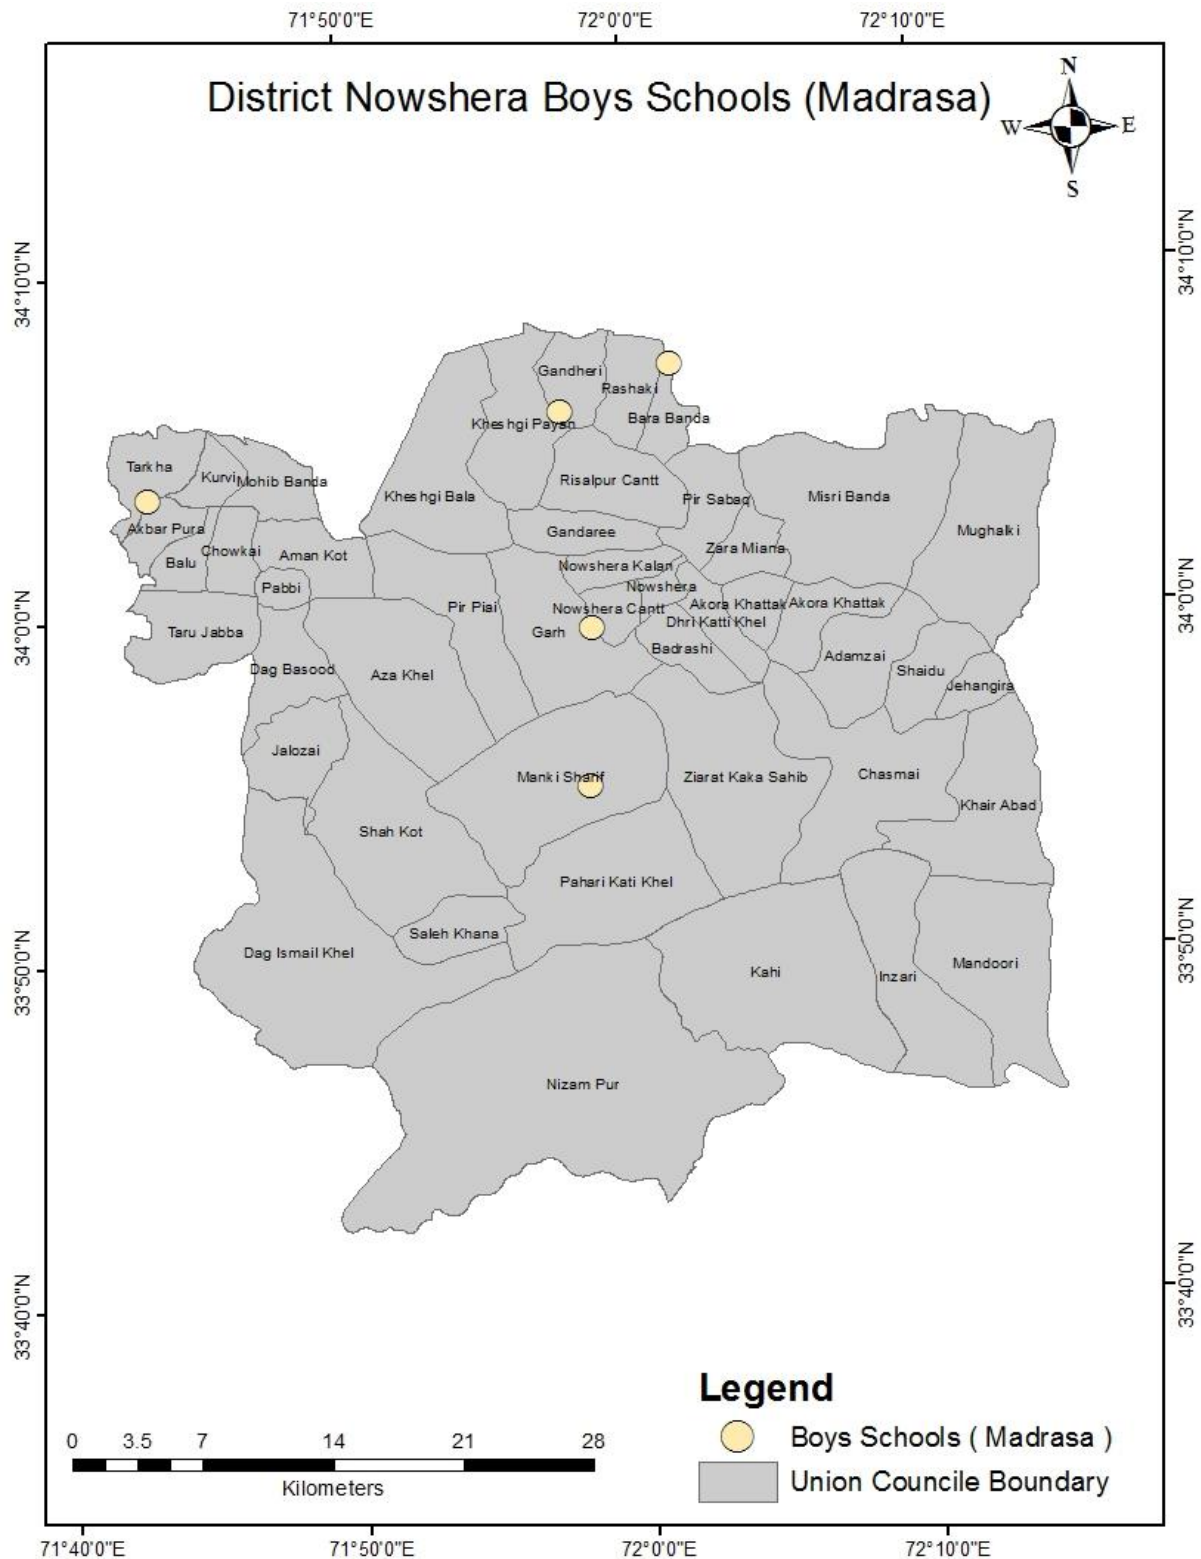 71°50'0"E
72°0'0"E
72°10'0"E
District Nowshera Boys Schools (Madrasa)
N
W
E
S
34°10'0"N
34°10'0"N
Gandheri
Rashaki
Kheshgi Payan
Bara Banda
Tarkha
Kurvi
Mohib Banda
Risalpur Cantt
Kheshgi Bala
Pir Sabaq
Misri Banda
Akbar Pura
Gandaree
Mughalki
Chowkai
Aman Kot
Zara Miana
Balu
Nowshera Kalan
Pabbi
Nowshera
34°0'0"N
Pir Piai
Nowshera Cantt
Akora Khattak
Akora Khattak
Dhri Katti Khel
34°0'0"N
Taru Jabba
Garh
Badrashi
Adamzai
Dag Basood
Aza Khel
Shaidu
Jehangira
Jalozai
Manki Sharif
Ziarat Kaka Sahib
Chasmai
Khair Abad
Shah Kot
Pahari Kati Khel
Saleh Khana
33°50'0"N
Dag Ismail Khel
33°50'0"N
Kahi
Inzari
Mandoori
Nizam Pur
33°40'0"N
33°40'0"N
Legend
Boys Schools ( Madrasa )
Union Councile Boundary
0 3.5 7 14 21 28
Kilometers
71°40'0"E
71°50'0"E
72°0'0"E
72°10'0"E